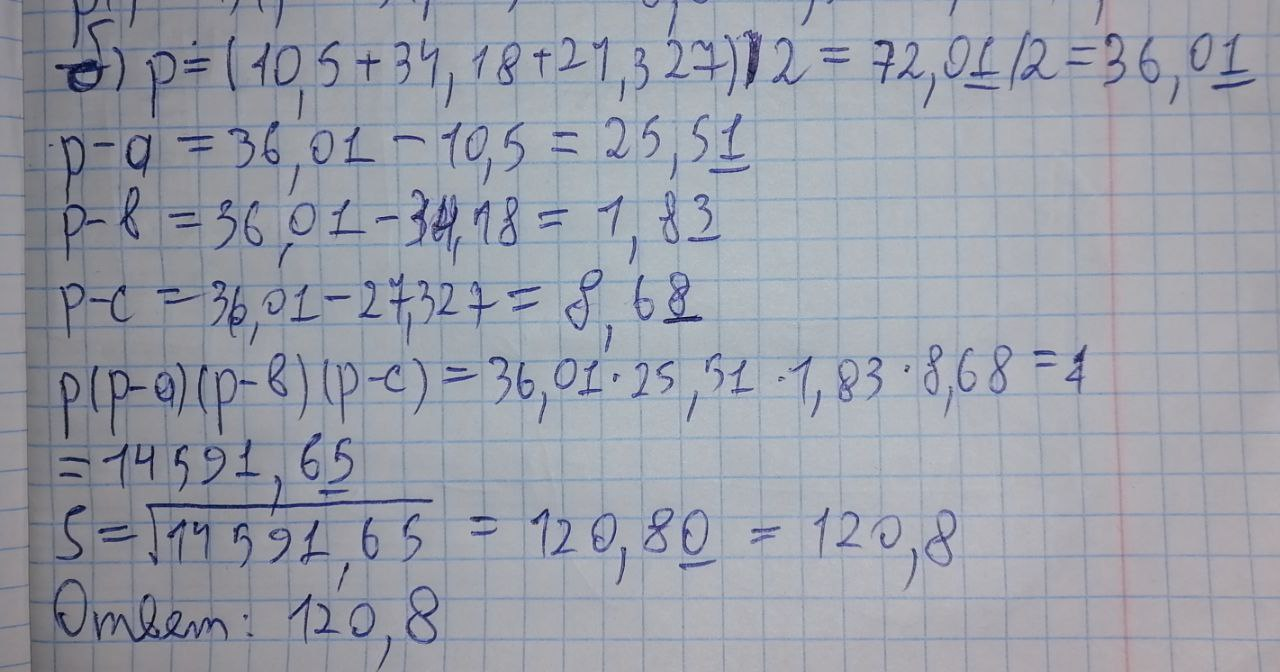 б) p = (10,5+34,18+27,327)/2 = 72,01/2 = 36,01
p-a = 36,01 - 10,5 = 25,51
p-b = 36,01 - 34,18 = 1,83
p-c = 36,01 - 27,327 = 8,68
p(p-a)(p-b)(p-c) = 36,01·25,51·1,83·8,68 =
= 14591,65
S = √14591,65 = 120,80 = 120,8
Ответ: 120,8